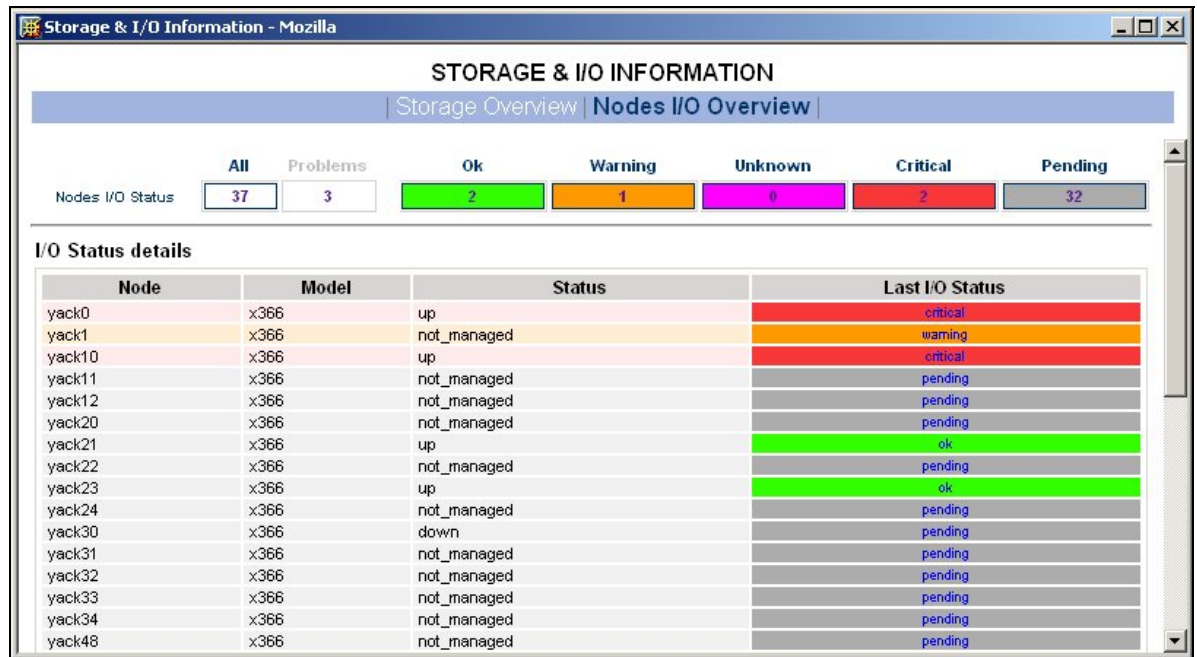 Storage & I/O Information - Mozilla
STORAGE & I/O INFORMATION
| Storage Overview | Nodes I/O Overview |
All Problems Ok Warning Unknown Critical Pending
Nodes I/O Status 37 3 2 1 0 2 32
I/O Status details
Node Model Status Last I/O Status
yack0 x366 up critical
yack1 x366 not_managed warning
yack10 x366 up critical
yack11 x366 not_managed pending
yack12 x366 not_managed pending
yack20 x366 not_managed pending
yack21 x366 up ok
yack22 x366 not_managed pending
yack23 x366 up ok
yack24 x366 not_managed pending
yack30 x366 down pending
yack31 x366 not_managed pending
yack32 x366 not_managed pending
yack33 x366 not_managed pending
yack34 x366 not_managed pending
yack48 x366 not_managed pending